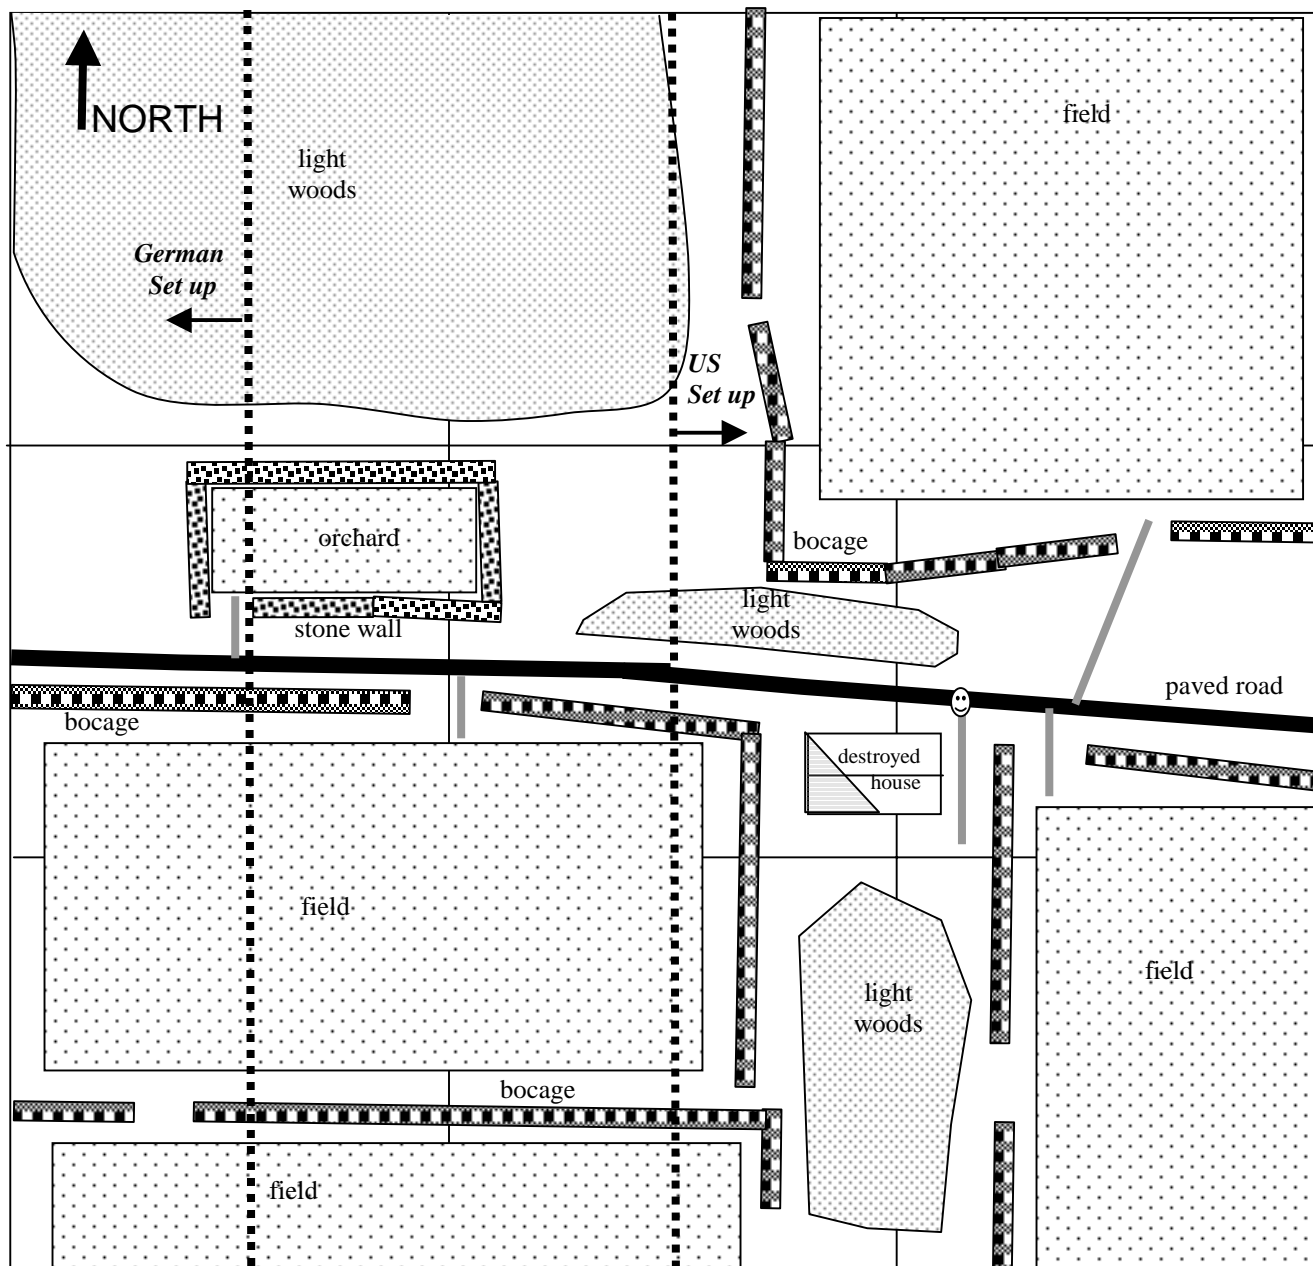 NORTH
field
light
woods
German
Set up
US
Set up
orchard
bocage
light
woods
stone wall
paved road
bocage
destroyed
house
field
field
light
woods
bocage
field